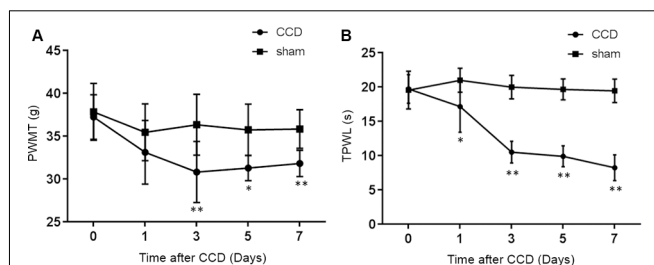 A
CCD
sham
45
40
35
30
25
PWMT (g)
**
*
**
0 1 3 5 7
Time after CCD (Days)
B
CCD
sham
25
20
15
10
5
0
TPWL (s)
*
**
**
**
0 1 3 5 7
Time after CCD (Days)